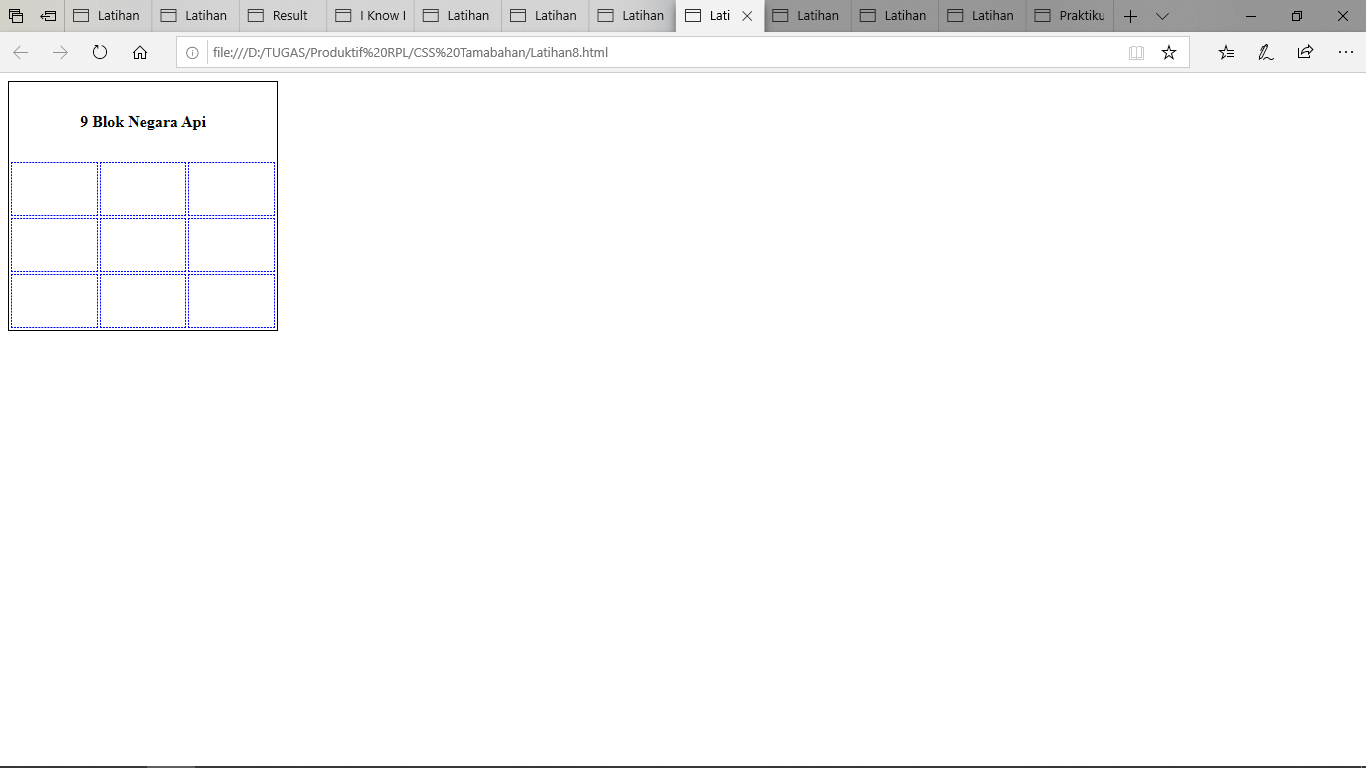 Latihan Latihan Result I Know I Latihan Latihan Latihan Lati Latihan Latihan Latihan Praktiku
file:///D:/TUGAS/Produktif%20RPL/CSS%20Tamabahan/Latihan8.html
9 Blok Negara Api